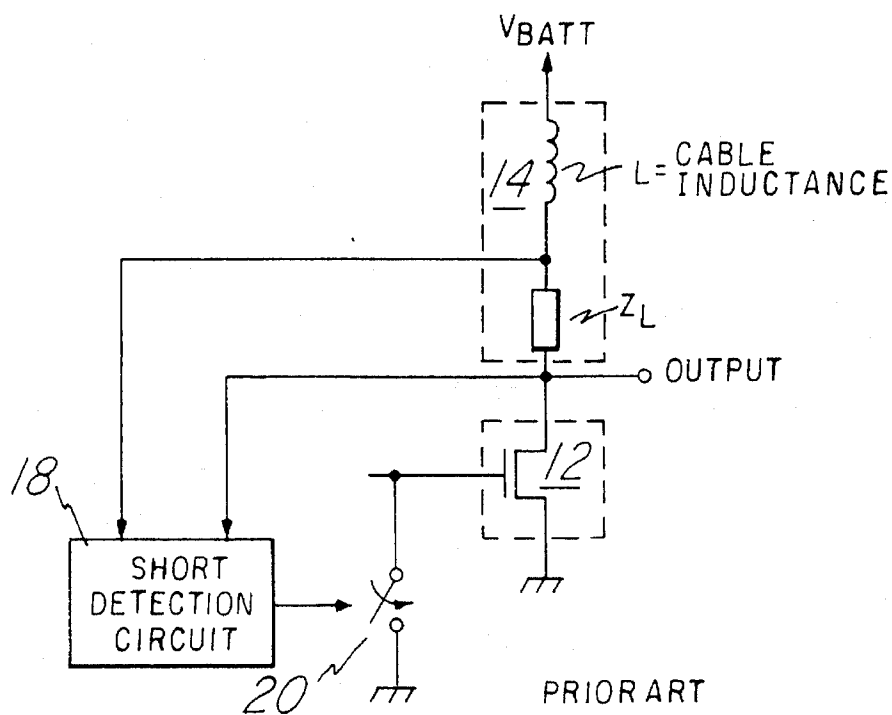 VBATT
14
L= CABLE
INDUCTANCE
ZL
OUTPUT
12
18
SHORT
DETECTION
CIRCUIT
20
PRIOR ART